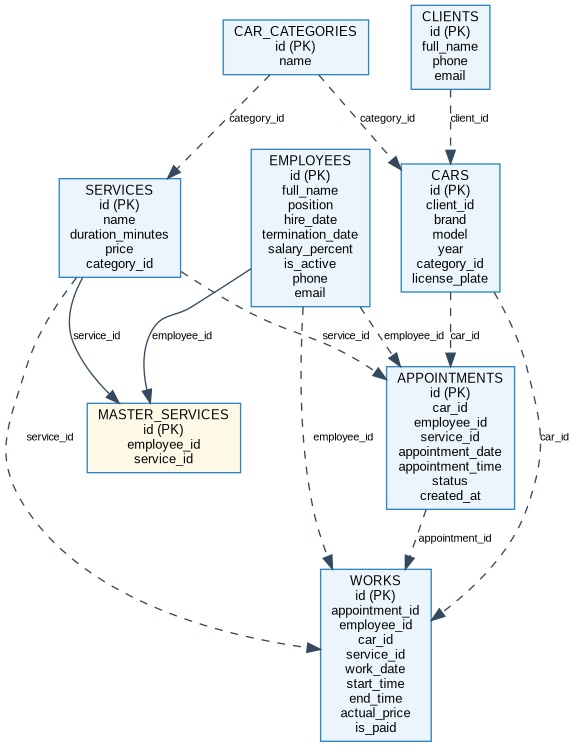 CAR_CATEGORIES
id (PK)
name
CLIENTS
id (PK)
full_name
phone
email
category_id
category_id
client_id
SERVICES
id (PK)
name
duration_minutes
price
category_id
EMPLOYEES
id (PK)
full_name
position
hire_date
termination_date
salary_percent
is_active
phone
email
CARS
id (PK)
client_id
brand
model
year
category_id
license_plate
service_id
employee_id
service_id
employee_id
car_id
MASTER_SERVICES
id (PK)
employee_id
service_id
APPOINTMENTS
id (PK)
car_id
employee_id
service_id
appointment_date
appointment_time
status
created_at
service_id
employee_id
car_id
appointment_id
WORKS
id (PK)
appointment_id
employee_id
car_id
service_id
work_date
start_time
end_time
actual_price
is_paid